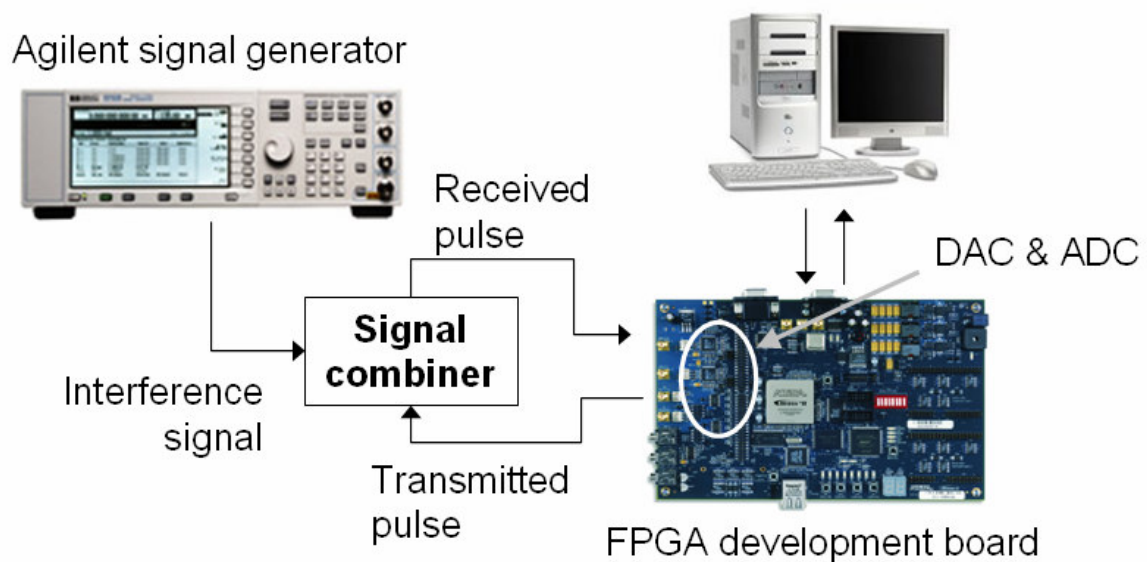 Agilent signal generator
Received
pulse
DAC & ADC
Signal
combiner
Interference
signal
Transmitted
pulse
FPGA development board